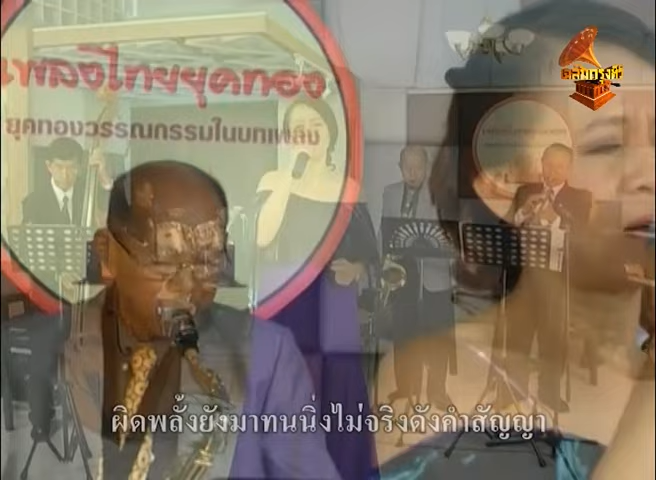 เพลงไทยยุคทอง
ยุคทองวรรณกรรมในบทเพลิง
ผิดพลั้งยังมาทนนิ่งไม่จริงดังคำสัญญา